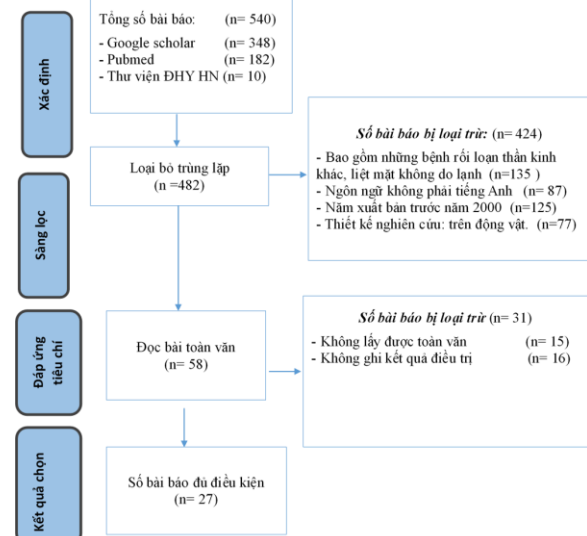 Xác định
Tổng số bài báo: (n= 540)
- Google scholar (n= 348)
- Pubmed (n= 182)
- Thư viện ĐHY HN (n= 10)
Sàng lọc
Loại bỏ trùng lặp
(n =482)
Số bài báo bị loại trừ: (n= 424)
- Bao gồm những bệnh rối loạn thần kinh
khác, liệt mặt không do lạnh (n=135 )
- Ngôn ngữ không phải tiếng Anh (n= 87)
- Năm xuất bản trước năm 2000 (n=125)
- Thiết kế nghiên cứu: trên động vật. (n=77)
Đáp ứng
tiêu chí
Đọc bài toàn văn
(n= 58)
Số bài báo bị loại trừ (n= 31)
- Không lấy được toàn văn (n= 15)
- Không ghi kết quả điều trị (n= 16)
Kết quả chọn
Số bài báo đủ điều kiện
(n= 27)